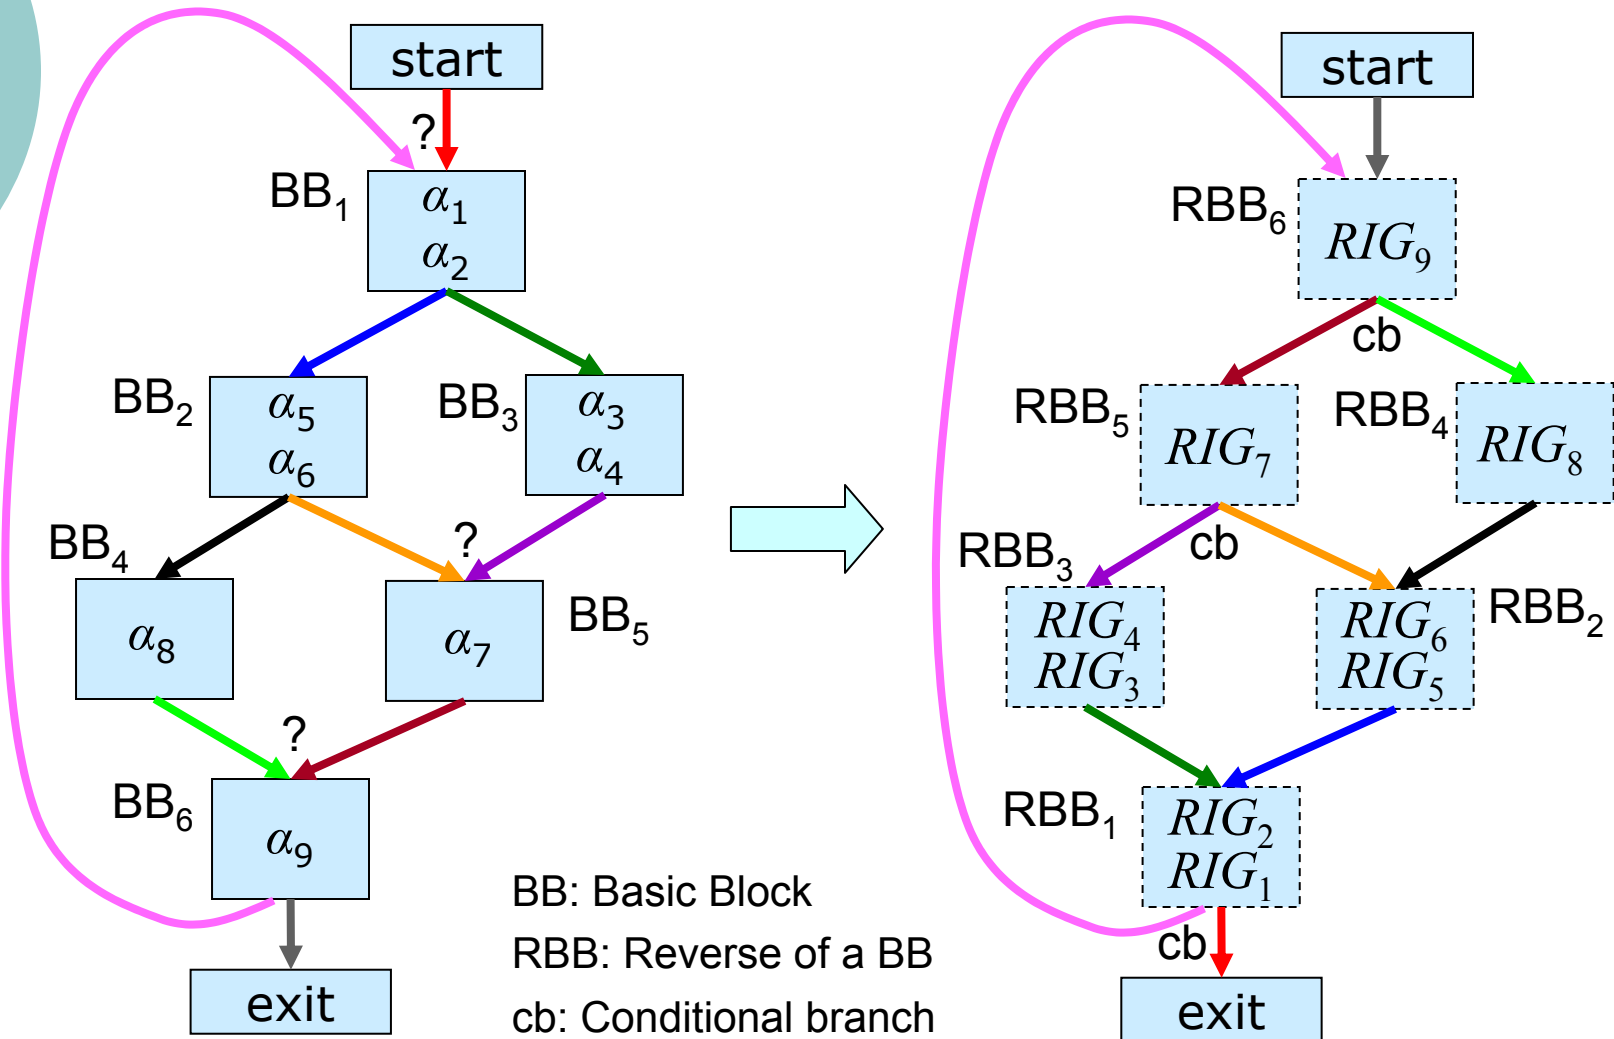 start
?
BB1
α1
α2
BB2
α5
α6
BB3
α3
α4
BB4
α8
?
α7
BB5
?
BB6
α9
exit
BB: Basic Block
RBB: Reverse of a BB
cb: Conditional branch
start
RBB6
RIG9
cb
RBB5
RIG7
RBB4
RIG8
cb
RBB3
RIG4
RIG3
RIG6
RIG5
RBB2
RBB1
RIG2
RIG1
cb
exit